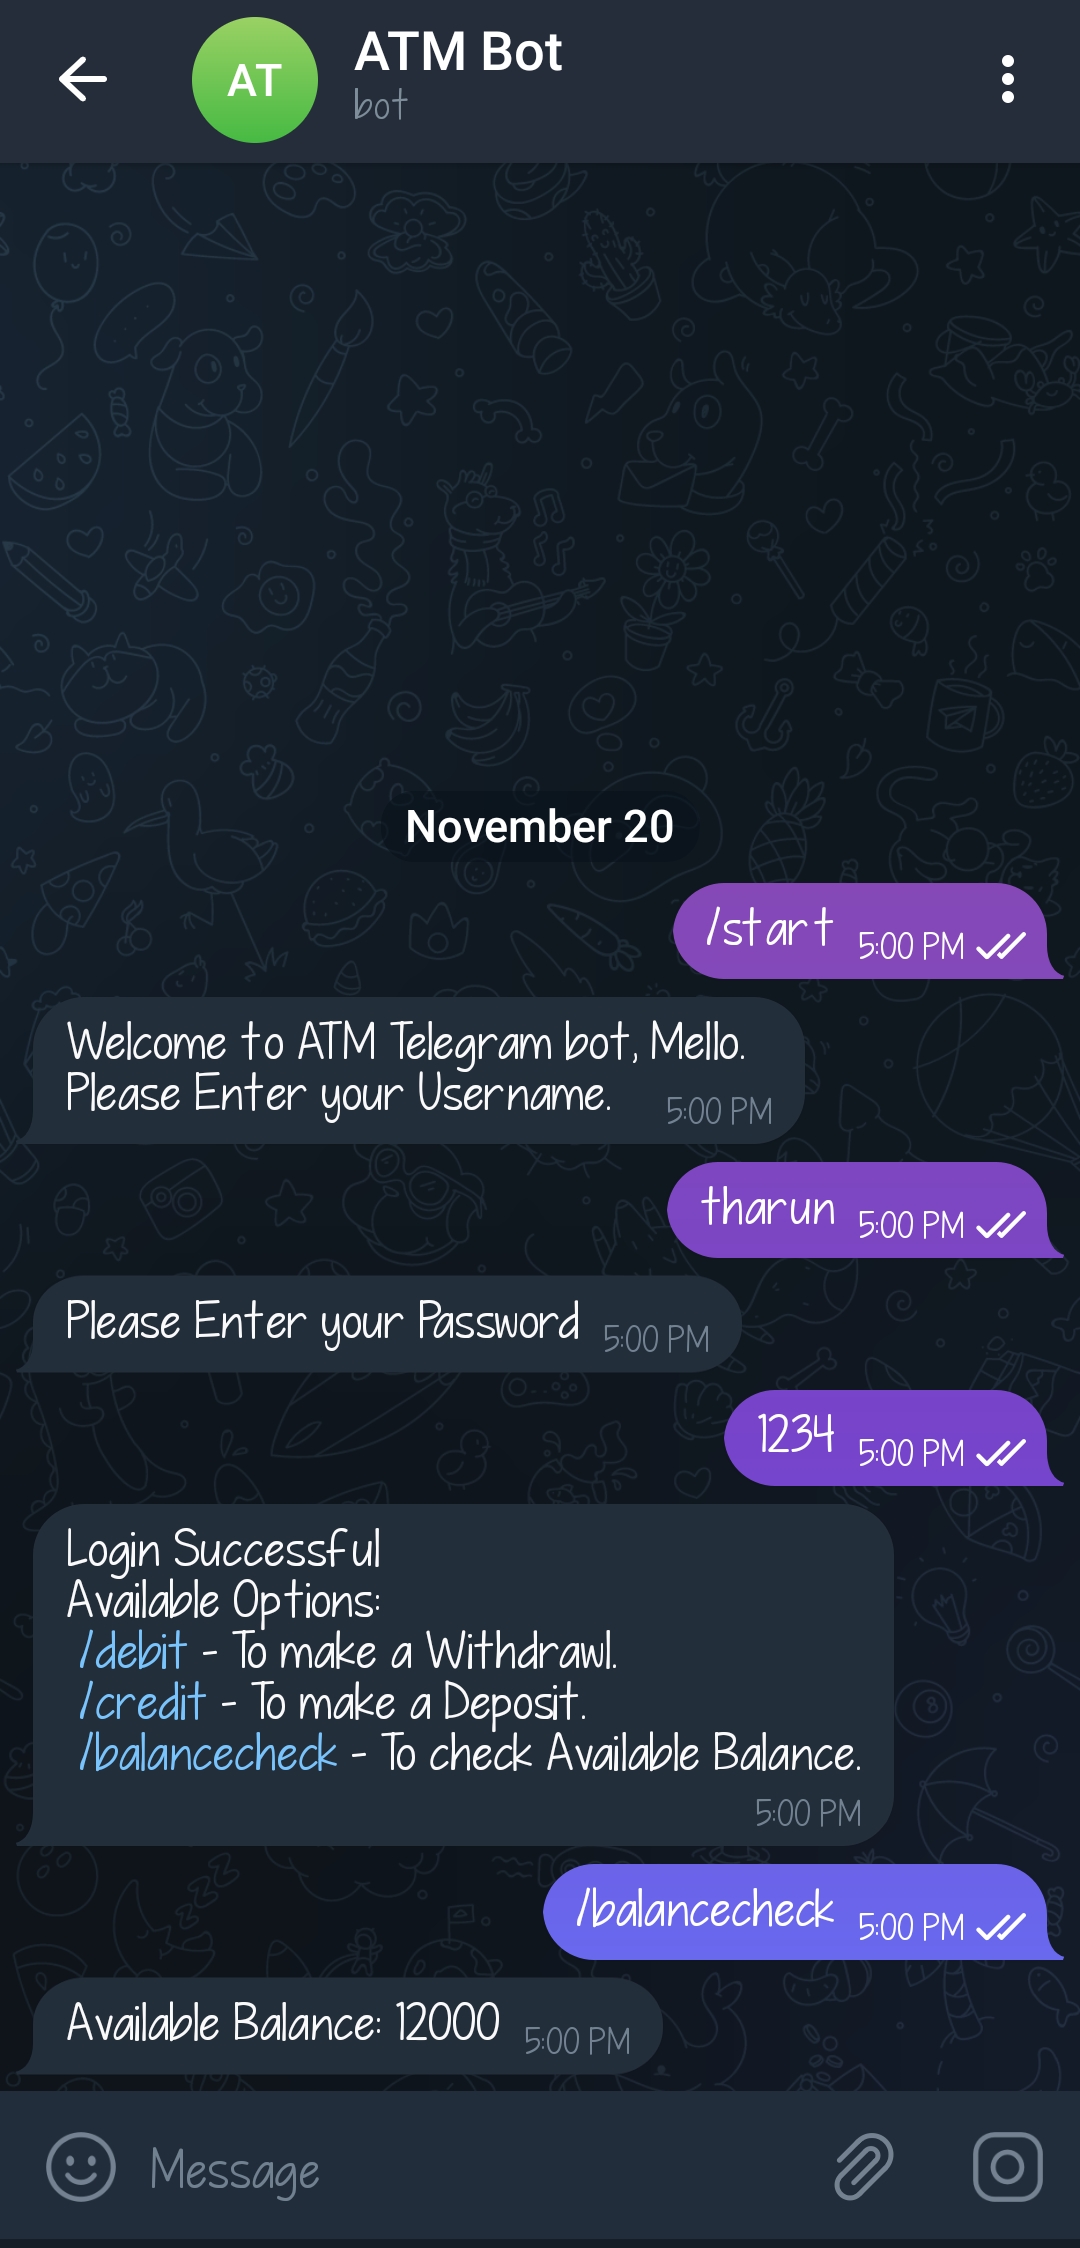 AT
ATM Bot
bot
November 20
/start 5:00 PM
Welcome to ATM Telegram bot, Mello.
Please Enter your Username. 5:00 PM
tharun 5:00 PM
Please Enter your Password 5:00 PM
1234 5:00 PM
Login Successful
Available Options:
/debit - To make a Withdrawl.
/credit - To make a Deposit.
/balancecheck - To check Available Balance.
5:00 PM
/balancecheck 5:00 PM
Available Balance: 12000 5:00 PM
Message